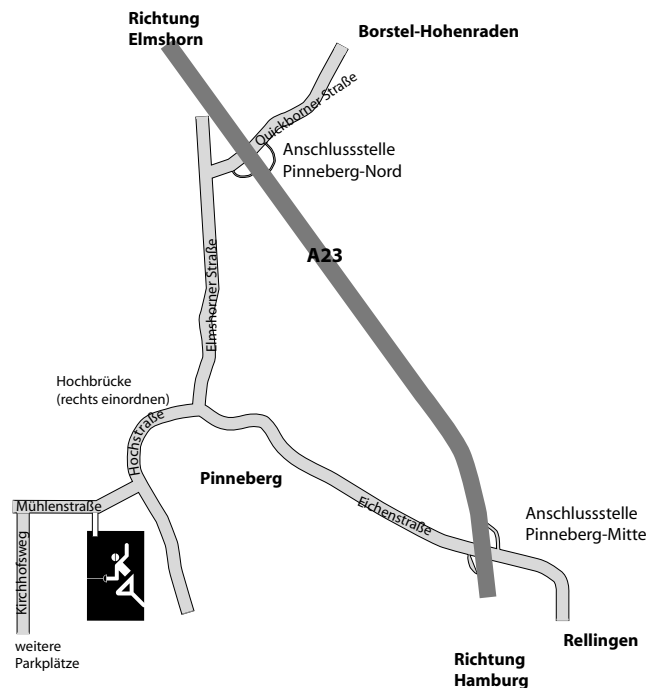 Richtung
Elmshorn
Borstel-Hohenraden
Quickborner Straße
Anschlussstelle
Pinneberg-Nord
A23
Elmshorner Straße
Hochbrücke
(rechts einordnen)
Hochstraße
Pinneberg
Mühlenstraße
Eichenstraße
Anschlussstelle
Pinneberg-Mitte
Kirchhofsweg
weitere
Parkplätze
Rellingen
Richtung
Hamburg